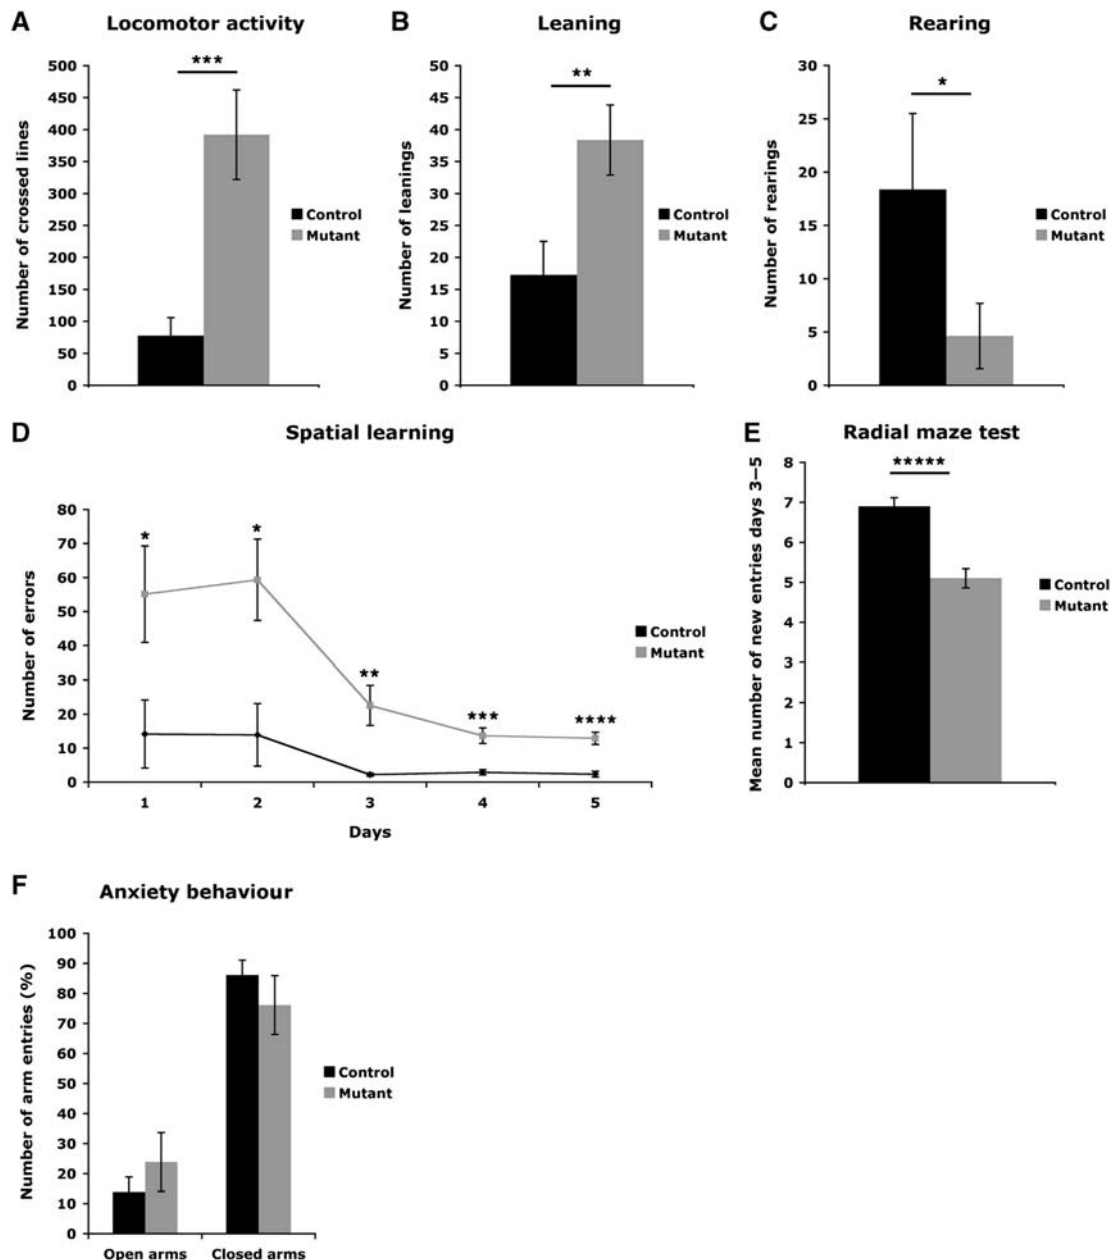 A Locomotor activity
***
Number of crossed lines
500
450
400
350
300
250
200
150
100
50
0
Control
Mutant
B Leaning
**
Number of leanings
50
45
40
35
30
25
20
15
10
5
0
Control
Mutant
C Rearing
*
Number of rearings
30
25
20
15
10
5
0
Control
Mutant
D Spatial learning
Number of errors
80
70
60
50
40
30
20
10
0
* * ** *** ****
Control
Mutant
1 2 3 4 5
Days
E Radial maze test
*****
Mean number of new entries days 3–5
8
7
6
5
4
3
2
1
0
Control
Mutant
F Anxiety behaviour
Number of arm entries (%)
100
90
80
70
60
50
40
30
20
10
0
Control
Mutant
Open arms Closed arms